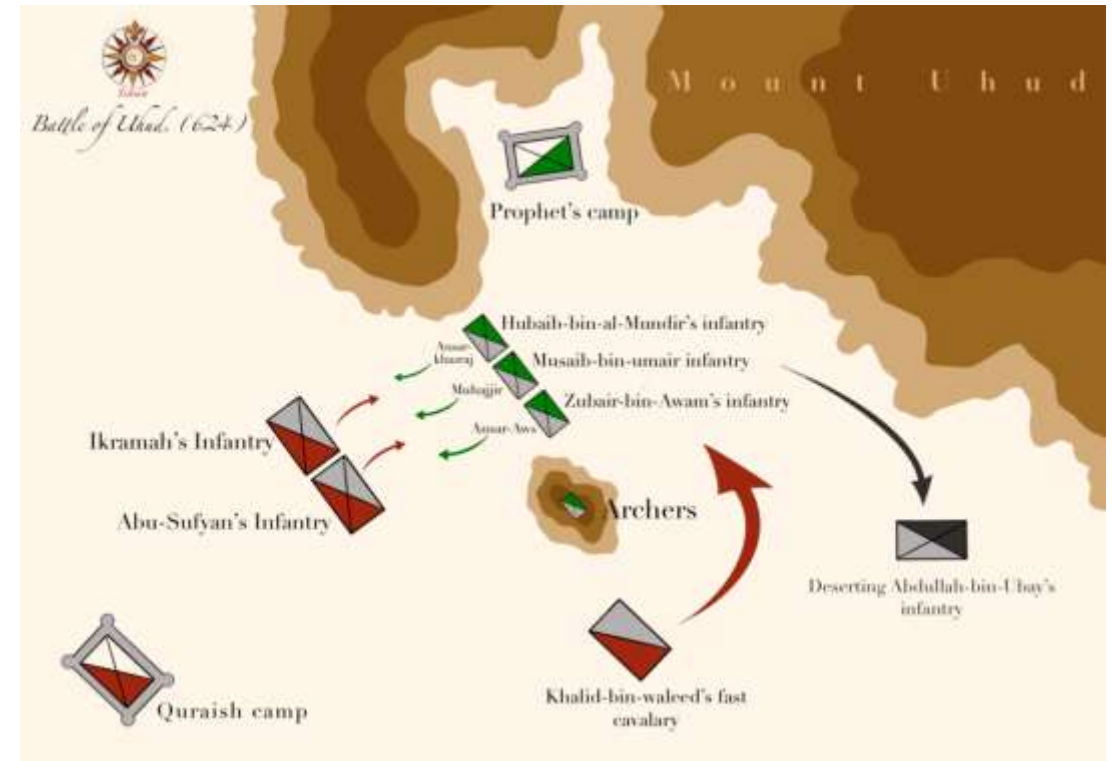 Battle of Uhud. (624)
Mount Uhud
Prophet's camp
Hubaib-bin-al-Mundir's infantry
Ansar-
khazraj
Musaib-bin-umair infantry
Muhajjir
Zubair-bin-Awam's infantry
Ansar-Aws
Ikramah's Infantry
Abu-Sufyan's Infantry
Archers
Deserting Abdullah-bin-Ubay's
infantry
Khalid-bin-waleed's fast
cavalary
Quraish camp